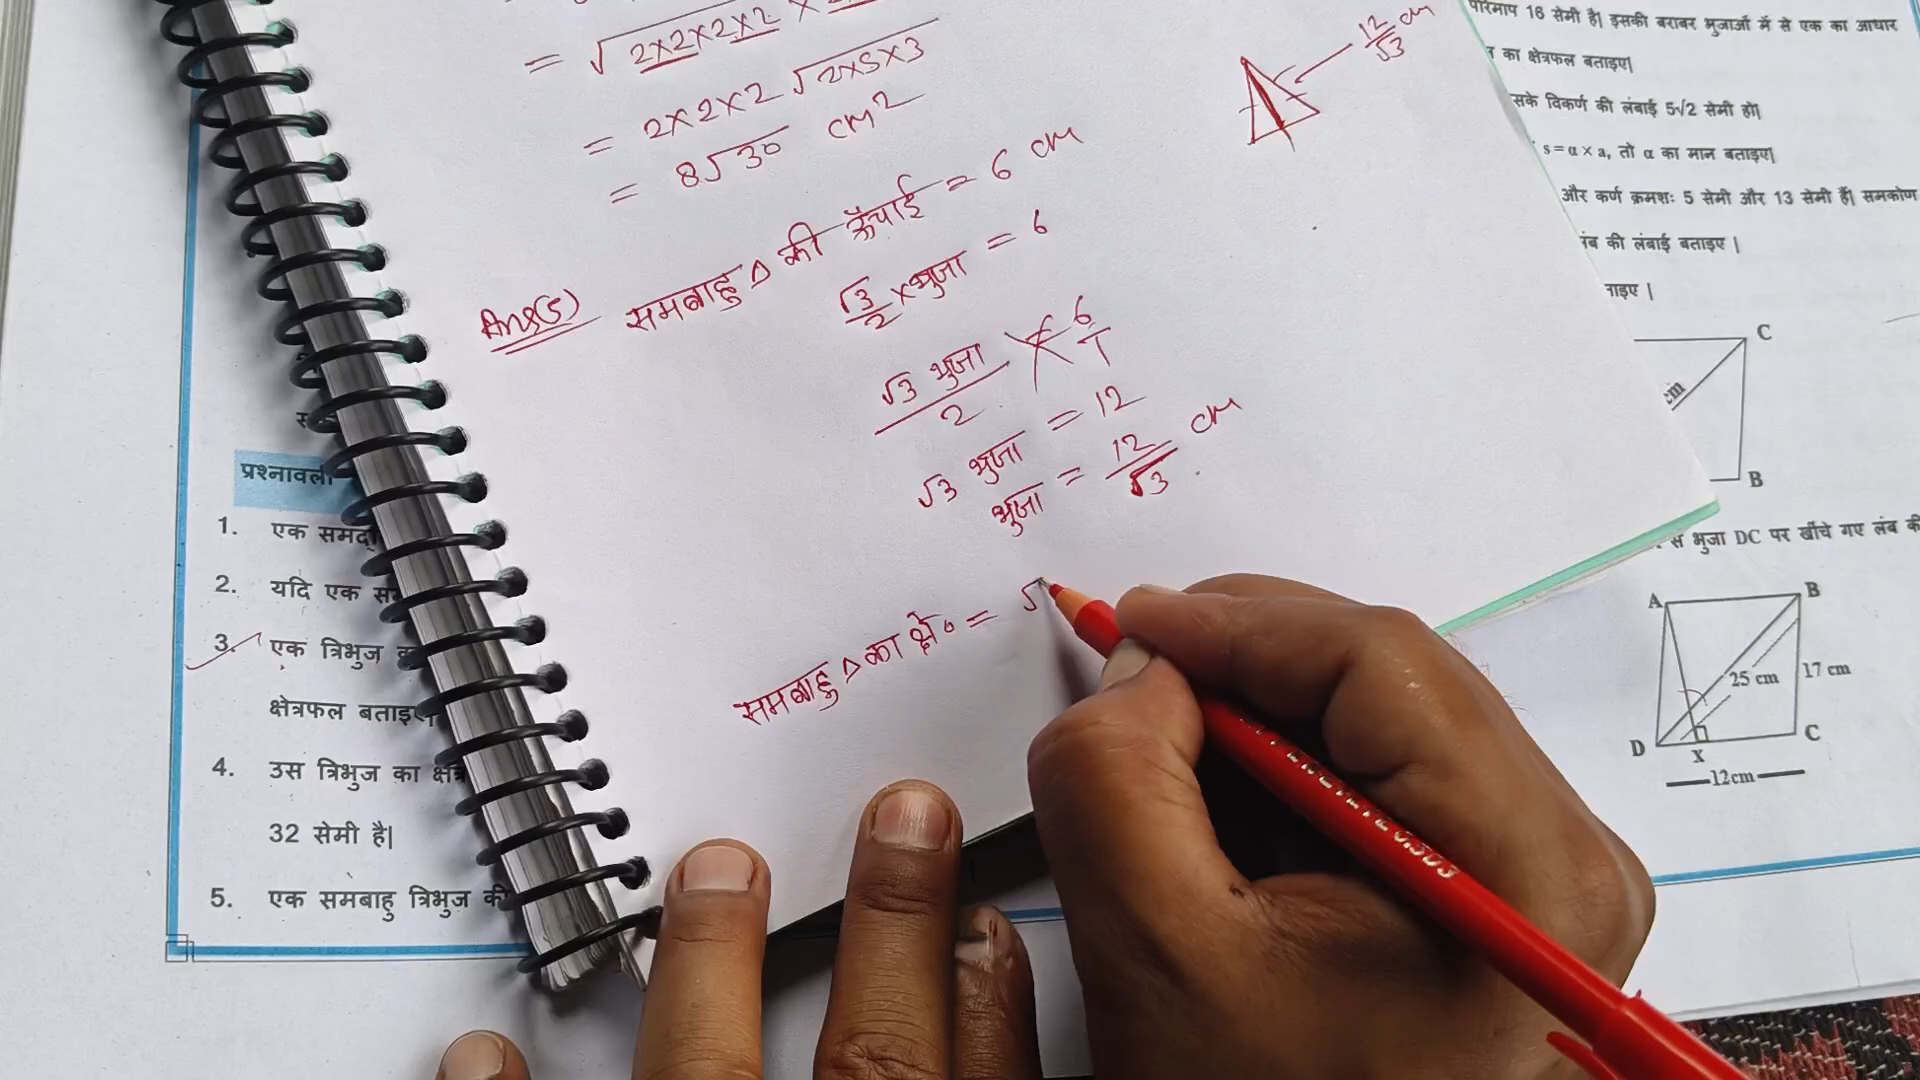 = √2×2×2×2×
= 2×2×2 √2×5×3
= 8√30 cm²
12/√3 cm
Ans(5) समबाहु △ की ऊँचाई = 6 cm
√3/2 × भुजा = 6
√3 भुजा/2 = 6/1
√3 भुजा = 12
भुजा = 12/√3 cm
समबाहु △ का क्षे० = √
प्रश्नावली
1. एक समद्
2. यदि एक
3. एक त्रिभुज
क्षेत्रफल बताइए
4. उस त्रिभुज का
32 सेमी है|
5. एक समबाहु त्रिभुज की
परिमाप 16 सेमी है| इसकी बराबर भुजाओं में से एक का आधार
का क्षेत्रफल बताइए|
सके विकर्ण की लंबाई 5√2 सेमी हो|
s = α × a, तो α का मान बताइए|
और कर्ण क्रमशः 5 सेमी और 13 सेमी हैं| समकोण
लंब की लंबाई बताइए |
ताइए |
C
cm
B
से भुजा DC पर खींचे गए लंब की
A B
25 cm 17 cm
D X C
12cm